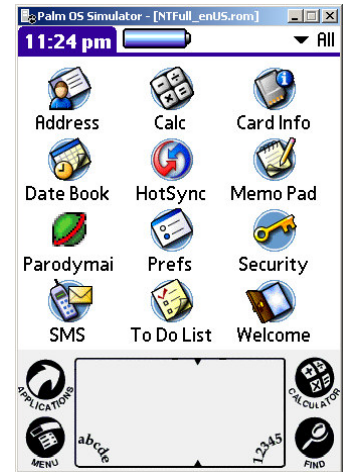 Palm OS Simulator - [NTFull_enUS.rom]
11:24 pm All
Address Calc Card Info
Date Book HotSync Memo Pad
Parodymai Prefs Security
SMS To Do List Welcome
APPLICATIONS CALCULATOR
MENU abcde 12345 FIND